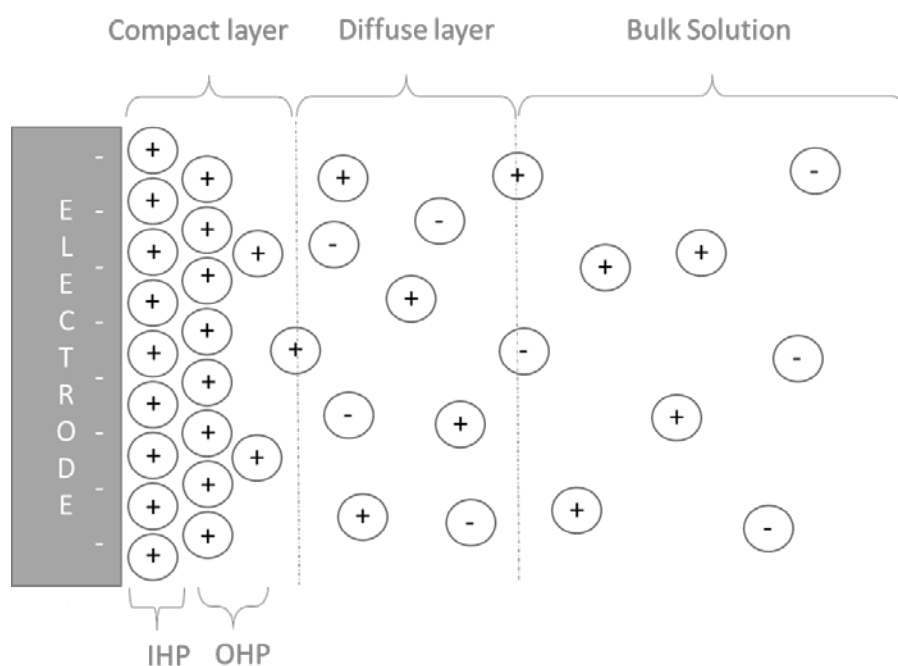 Compact layer
Diffuse layer
Bulk Solution
ELECTRODE
- - - - - - - -
+ + + + + + + + +
+ + + + + + + +
+ +
+
+ - - + - + + -
+ -
- + + - + - + -
IHP
OHP